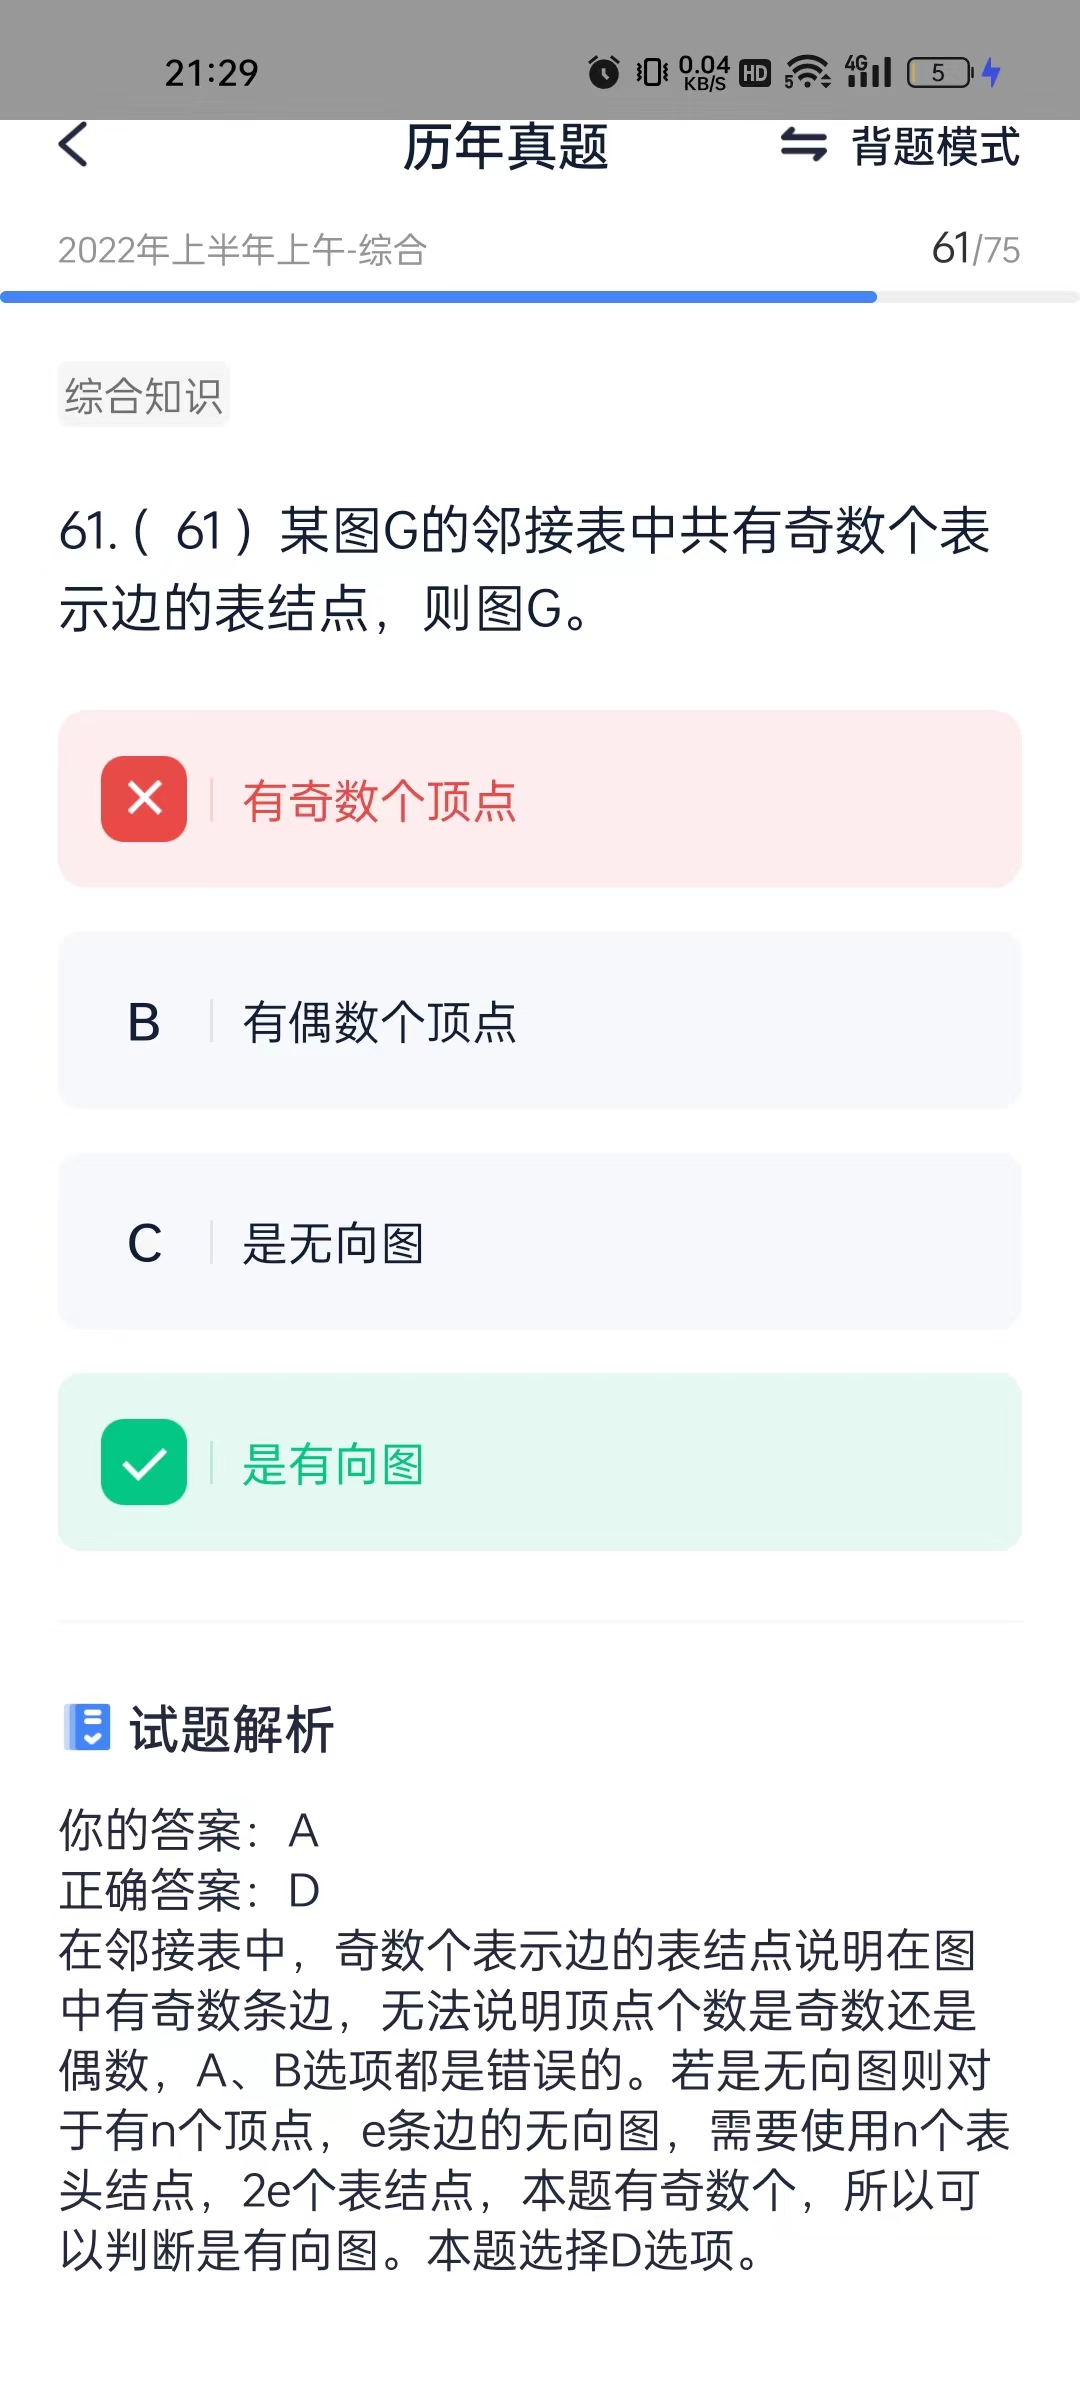 21:29
0.04 KB/S HD 5 4G 5
历年真题
背题模式
2022年上半年上午-综合
61/75
综合知识
61.( 61 ) 某图G的邻接表中共有奇数个表
示边的表结点，则图G。
有奇数个顶点
B 有偶数个顶点
C 是无向图
是有向图
试题解析
你的答案：A
正确答案：D
在邻接表中，奇数个表示边的表结点说明在图
中有奇数条边，无法说明顶点个数是奇数还是
偶数，A、B选项都是错误的。若是无向图则对
于有n个顶点，e条边的无向图，需要使用n个表
头结点，2e个表结点，本题有奇数个，所以可
以判断是有向图。本题选择D选项。